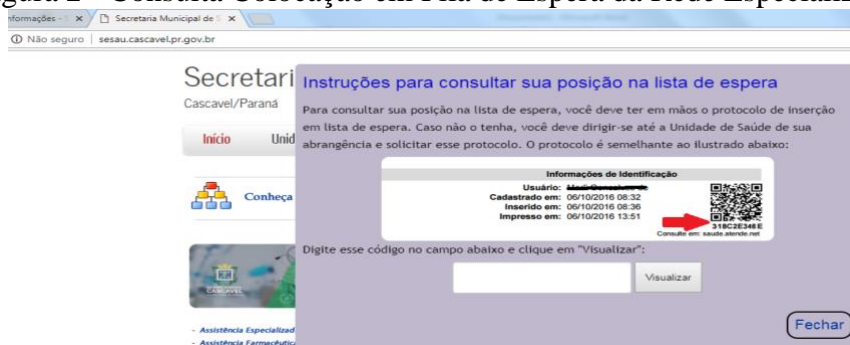 Consulta Colocação em Fila de Espera da Rede
nformações - S
Secretaria Municipal de S
Não seguro | sesau.cascavel.pr.gov.br
Secretari
Cascavel/Paraná
Início
Unid
Conheça
Instruções para consultar sua posição na lista de espera
Para consultar sua posição na lista de espera, você deve ter em mãos o protocolo de inserção
em lista de espera. Caso não o tenha, você deve dirigir-se até a Unidade de Saúde de sua
abrangência e solicitar esse protocolo. O protocolo é semelhante ao ilustrado abaixo:
Informações de Identificação
Usuário:
Cadastrado em: 06/10/2016 08:32
Inserido em: 06/10/2016 08:36
Impresso em: 06/10/2016 13:51
318C2E348E
Consulte em: saude.atende.net
Digite esse código no campo abaixo e clique em "Visualizar":
Visualizar
Fechar
- Assistência Especializad
- Assistência Farmacêutica